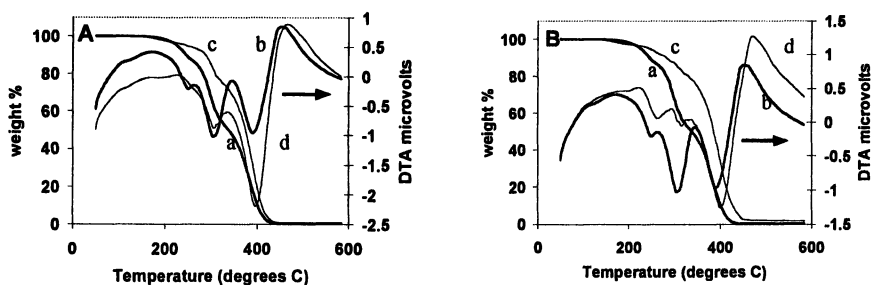 A
weight %
100
80
60
40
20
0
0
200
400
600
Temperature (degrees C)
1
0.5
0
-0.5
-1
-1.5
-2
-2.5
DTA microvolts
a
b
c
d
B
weight %
100
80
60
40
20
0
0
200
400
600
Temperature (degrees C)
1.5
1
0.5
0
-0.5
-1
-1.5
DTA microvolts
a
b
c
d